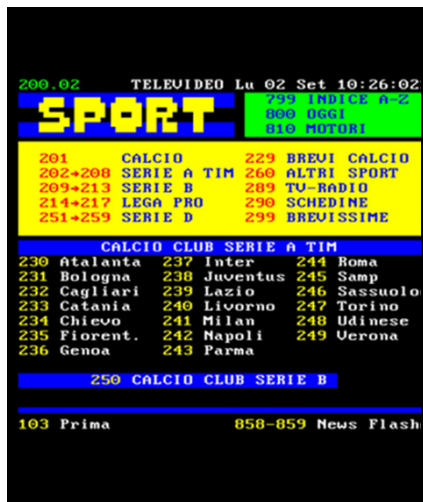 200.02 TELEVIDEO Lu 02 Set 10:26:02
SPORT
799 INDICE A-Z
800 OGGI
810 MOTORI
201 CALCIO 229 BREVI CALCIO
202→208 SERIE A TIM 260 ALTRI SPORT
209→213 SERIE B 289 TV-RADIO
214→217 LEGA PRO 290 SCHEDINE
251→259 SERIE D 299 BREVISSIME
CALCIO CLUB SERIE A TIM
230 Atalanta 237 Inter 244 Roma
231 Bologna 238 Juventus 245 Samp
232 Cagliari 239 Lazio 246 Sassuolo
233 Catania 240 Livorno 247 Torino
234 Chievo 241 Milan 248 Udinese
235 Fiorent. 242 Napoli 249 Verona
236 Genoa 243 Parma
250 CALCIO CLUB SERIE B
103 Prima 858-859 News Flash